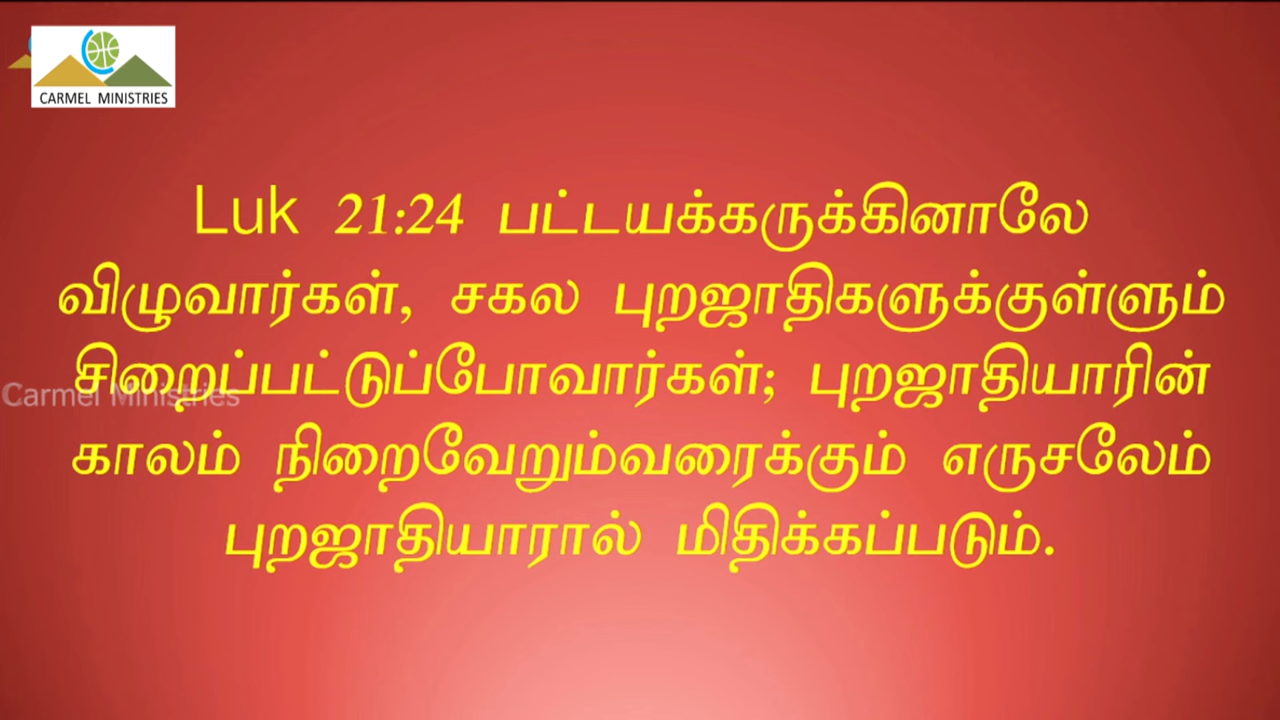 CARMEL MINISTRIES
Luk 21:24 பட்டயக்கருக்கினாலே
விழுவார்கள், சகல புறஜாதிகளுக்குள்ளும்
சிறைப்பட்டுப்போவார்கள்; புறஜாதியாரின்
Carmel Ministries
காலம் நிறைவேறும்வரைக்கும் எருசலேம்
புறஜாதியாரால் மிதிக்கப்படும்.